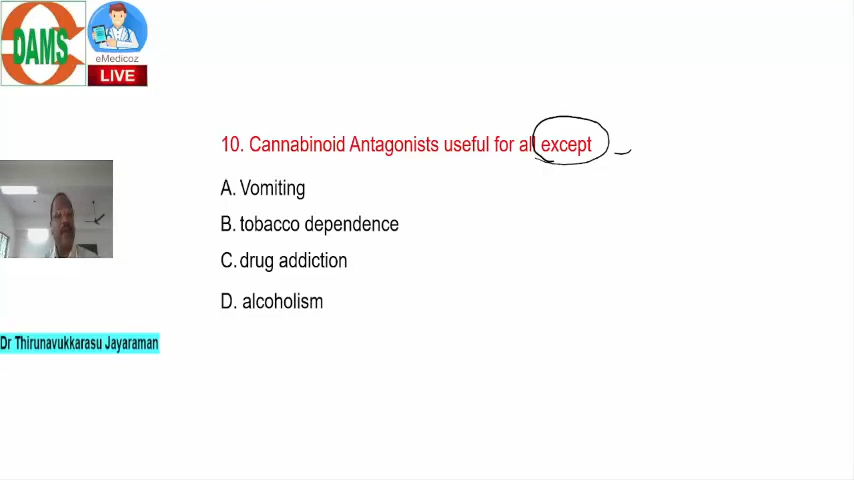 DAMS
eMedicoz
LIVE
10. Cannabinoid Antagonists useful for all except
A. Vomiting
B. tobacco dependence
C. drug addiction
D. alcoholism
Dr Thirunavukkarasu Jayaraman